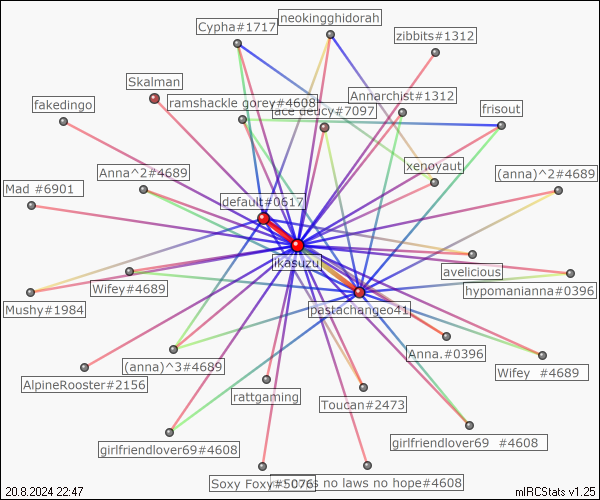 neokingghidorah
Cypha#1717
zibbits#1312
Skalman
Annarchist#1312
fakedingo
ramshackle gorey#4608
ace deucy#7097
frisout
xenoyaut
Anna^2#4689
(anna)^2#4689
Mad #6901
default#0617
ikasuzu
avelicious
Wifey#4689
hypomanianna#0396
Mushy#1984
pastachangeo41
Anna.#0396
(anna)^3#4689
Wifey  #4689
AlpineRooster#2156
rattgaming
Toucan#2473
girlfriendlover69#4608
girlfriendlover69  #4608
Soxy Foxy#5076
no laws no hope#4608
20.8.2024 22:47
mIRCStats v1.25